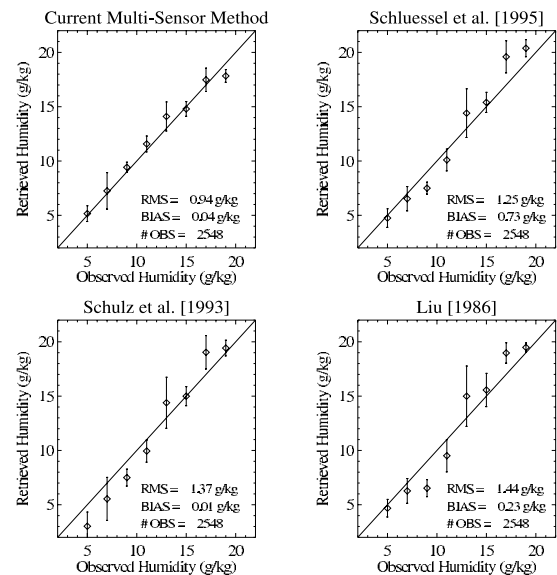 Current Multi-Sensor Method
Retrieved Humidity (g/kg)
20
15
10
5
RMS = 0.94 g/kg
BIAS = 0.04 g/kg
# OBS = 2548
5 10 15 20
Observed Humidity (g/kg)
Schluessel et al. [1995]
Retrieved Humidity (g/kg)
20
15
10
5
RMS = 1.25 g/kg
BIAS = 0.73 g/kg
# OBS = 2548
5 10 15 20
Observed Humidity (g/kg)
Schulz et al. [1993]
Retrieved Humidity (g/kg)
20
15
10
5
RMS = 1.37 g/kg
BIAS = 0.01 g/kg
# OBS = 2548
5 10 15 20
Observed Humidity (g/kg)
Liu [1986]
Retrieved Humidity (g/kg)
20
15
10
5
RMS = 1.44 g/kg
BIAS = 0.23 g/kg
# OBS = 2548
5 10 15 20
Observed Humidity (g/kg)